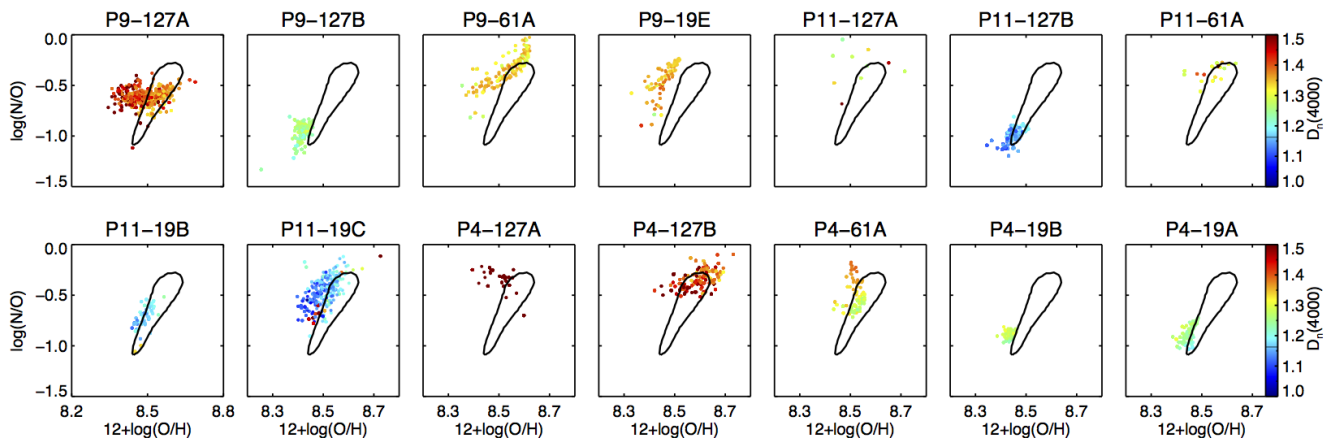 P9−127A P9−127B P9−61A P9−19E P11−127A P11−127B P11−61A
0.0
−0.5
−1.0
−1.5
log(N/O)
1.5
1.4
1.3
1.2
1.1
1.0
Dn(4000)
P11−19B P11−19C P4−127A P4−127B P4−61A P4−19B P4−19A
0.0
−0.5
−1.0
−1.5
log(N/O)
1.5
1.4
1.3
1.2
1.1
1.0
Dn(4000)
8.2 8.5 8.8 8.3 8.5 8.7 8.3 8.5 8.7 8.3 8.5 8.7 8.3 8.5 8.7 8.3 8.5 8.7 8.3 8.5 8.7
12+log(O/H) 12+log(O/H) 12+log(O/H) 12+log(O/H) 12+log(O/H) 12+log(O/H) 12+log(O/H)